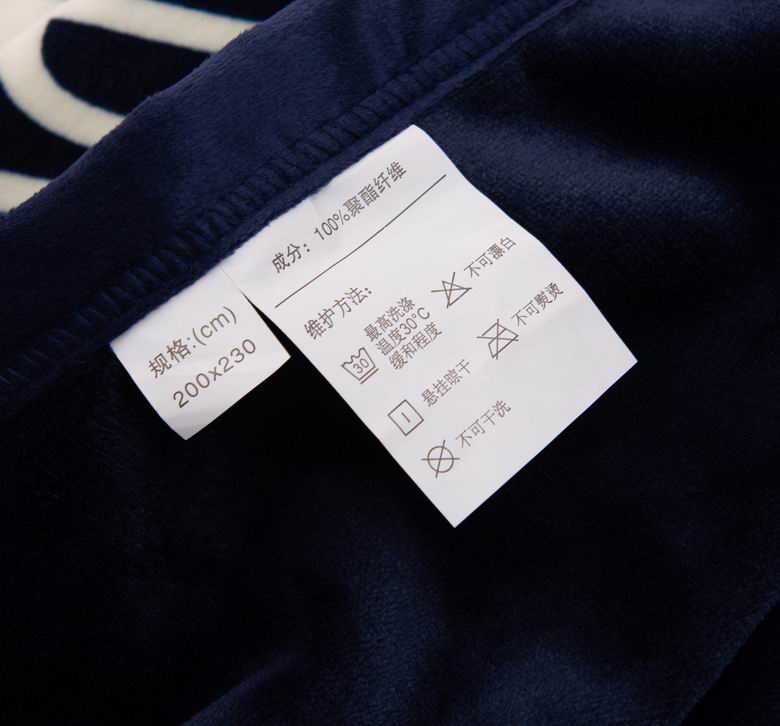 成分：100%聚酯纤维
维护方法：
30
最高洗涤
温度30°C
缓和程度
不可漂白
不可熨烫
悬挂晾干
不可干洗
规格:(cm)
200x230